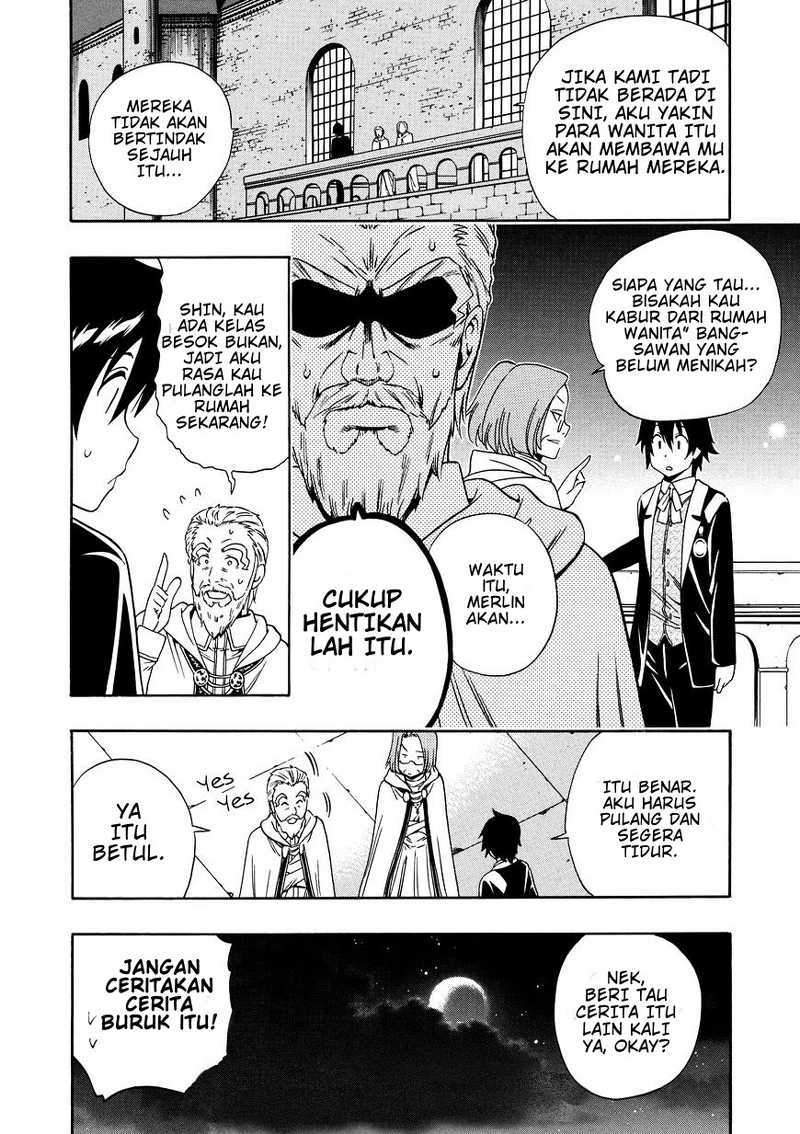 JIKA KAMI TADI
TIDAK BERADA DI
SINI, AKU YAKIN
PARA WANITA ITU
AKAN MEMBAWA MU
KE RUMAH MEREKA.
MEREKA
TIDAK AKAN
BERTINDAK
SEJAUH
ITU...
SIAPA YANG TAU...
BISAKAH KAU
KABUR DARI RUMAH
WANITA" BANG-
SAWAN YANG
BELUM MENIKAH?
WAKTU
ITU,
MERLIN
AKAN...
CUKUP
HENTIKAN
LAH ITU.
SHIN, KAU
ADA KELAS
BESOK BUKAN,
JADI AKU
RASA KAU
PULANGLAH KE
RUMAH
SEKARANG!
ITU BENAR.
AKU HARUS
PULANG DAN
SEGERA
TIDUR.
Yes
Yes
YA
ITU
BETUL.
NEK,
BERI TAU
CERITA ITU
LAIN KALI
YA, OKAY?
JANGAN
CERITAKAN
CERITA
BURUK ITU!